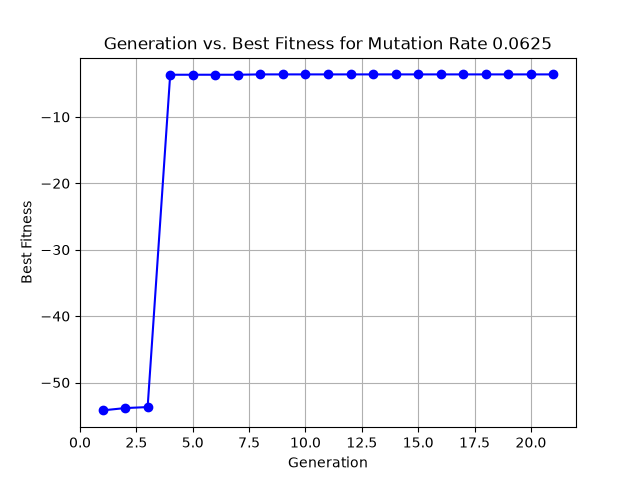 Generation vs. Best Fitness for Mutation Rate 0.0625
Best Fitness
−10
−20
−30
−40
−50
0.0 2.5 5.0 7.5 10.0 12.5 15.0 17.5 20.0
Generation